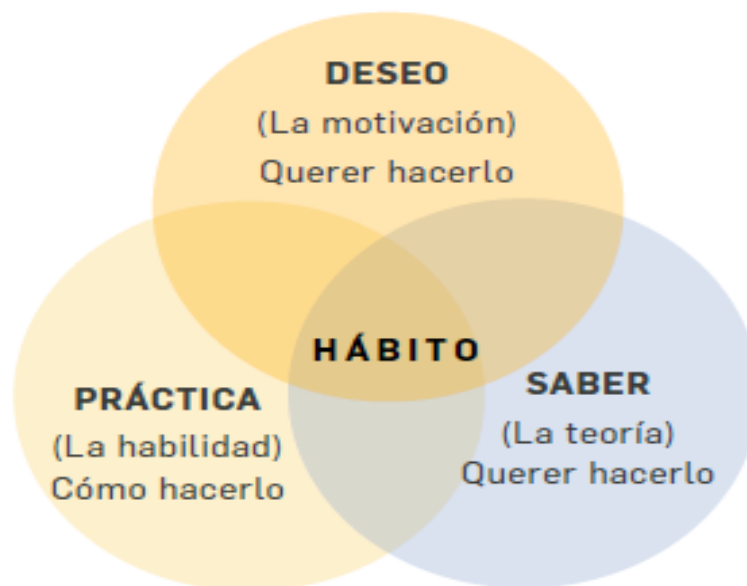 DESEO
(La motivación)
Querer hacerlo
HÁBITO
PRÁCTICA
(La habilidad)
Cómo hacerlo
SABER
(La teoría)
Querer hacerlo